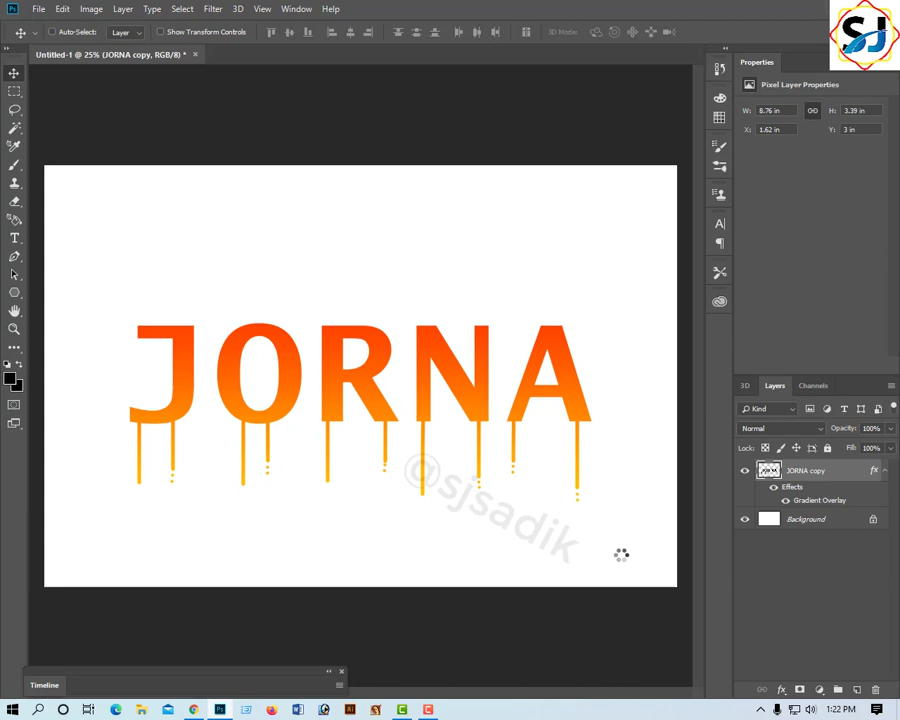 File Edit Image Layer Type Select Filter 3D View Window Help
SJ
Auto-Select: Layer Show Transform Controls 3D Mode:
Untitled-1 @ 25% (JORNA copy, RGB/8) *
Properties
Pixel Layer Properties
W: 8.76 in H: 3.39 in
X: 1.62 in Y: 3 in
JORNA
@sjsadik
3D Layers Channels
Kind
Normal Opacity: 100%
Lock: Fill: 100%
JORNA copy fx
Effects
Gradient Overlay
Background
Timeline
1:22 PM